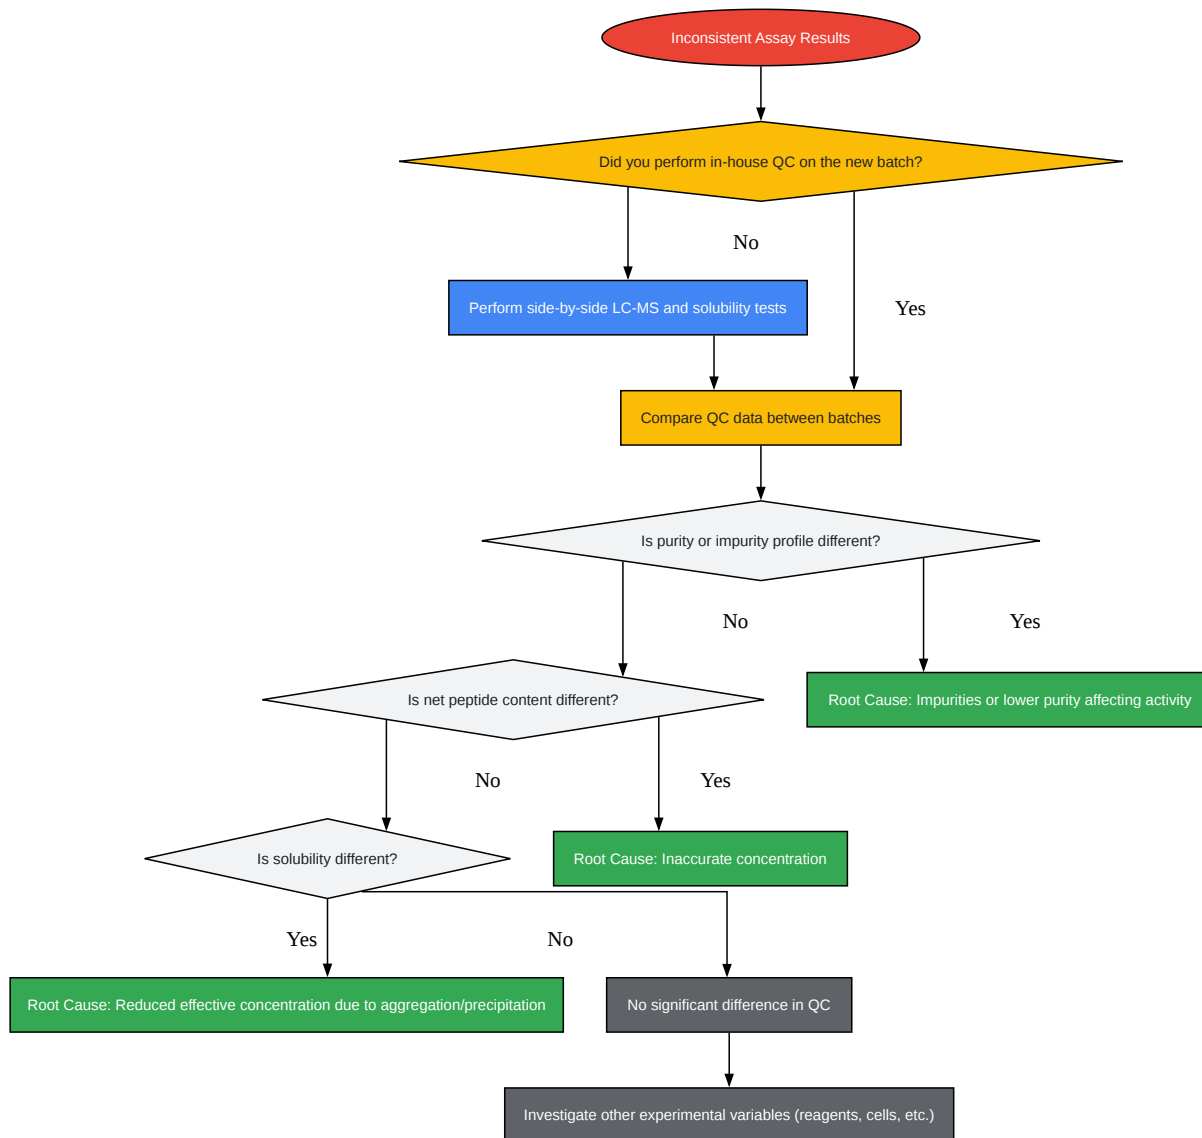 Inconsistent Assay Results
Did you perform in-house QC on the new batch?
No
Perform side-by-side LC-MS and solubility tests
Yes
Compare QC data between batches
Is purity or impurity profile different?
No
Yes
Is net peptide content different?
Root Cause: Impurities or lower purity affecting activity
No
Yes
Is solubility different?
Root Cause: Inaccurate concentration
Yes
No
Root Cause: Reduced effective concentration due to aggregation/precipitation
No significant difference in QC
Investigate other experimental variables (reagents, cells, etc.)